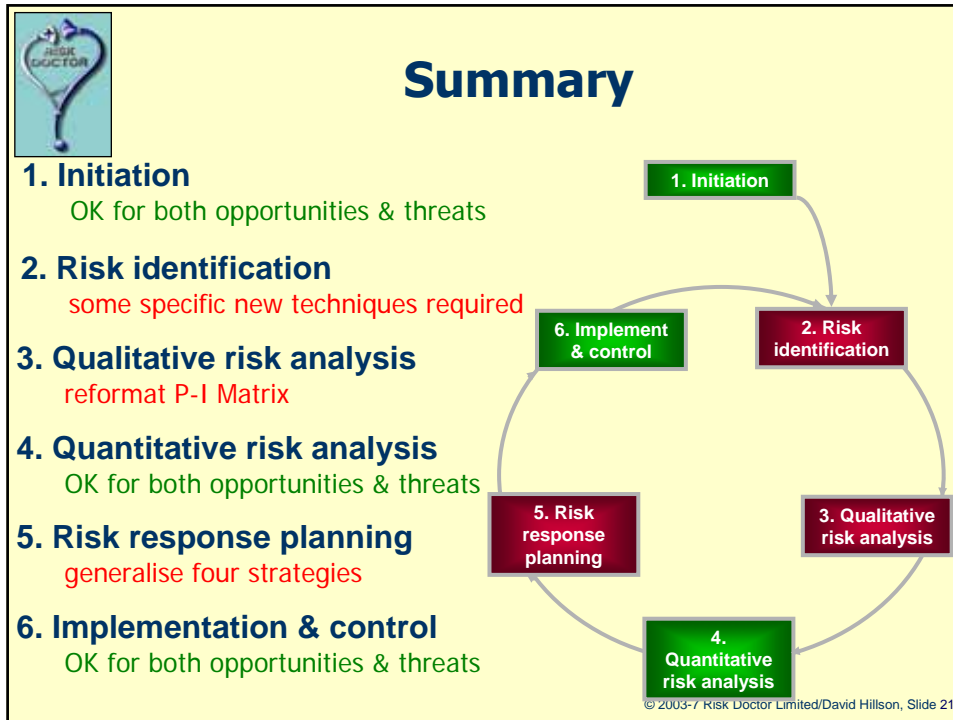 RISK
DOCTOR
Summary
1. Initiation
OK for both opportunities & threats
2. Risk identification
some specific new techniques required
3. Qualitative risk analysis
reformat P-I Matrix
4. Quantitative risk analysis
OK for both opportunities & threats
5. Risk response planning
generalise four strategies
6. Implementation & control
OK for both opportunities & threats
1. Initiation
2. Risk
identification
3. Qualitative
risk analysis
4.
Quantitative
risk analysis
5. Risk
response
planning
6. Implement
& control
© 2003-7 Risk Doctor Limited/David Hillson, Slide 21